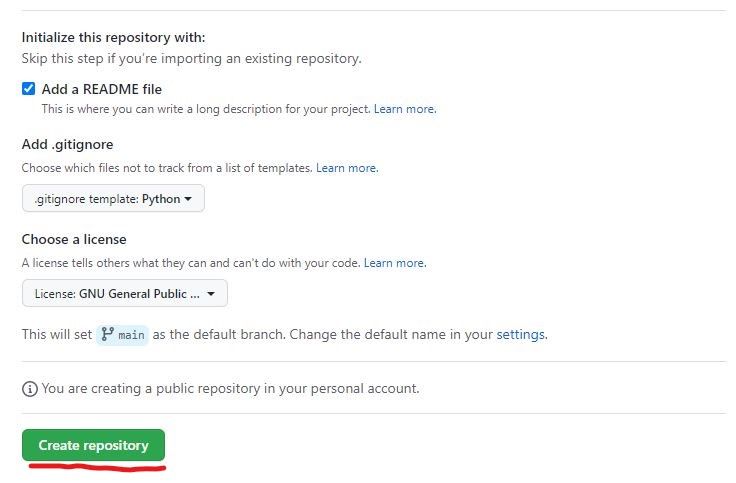 Initialize this repository with:
Skip this step if you're importing an existing repository.
Add a README file
This is where you can write a long description for your project. Learn more.
Add .gitignore
Choose which files not to track from a list of templates. Learn more.
.gitignore template: Python
Choose a license
A license tells others what they can and can't do with your code. Learn more.
License: GNU General Public ...
This will set main as the default branch. Change the default name in your settings.
You are creating a public repository in your personal account.
Create repository